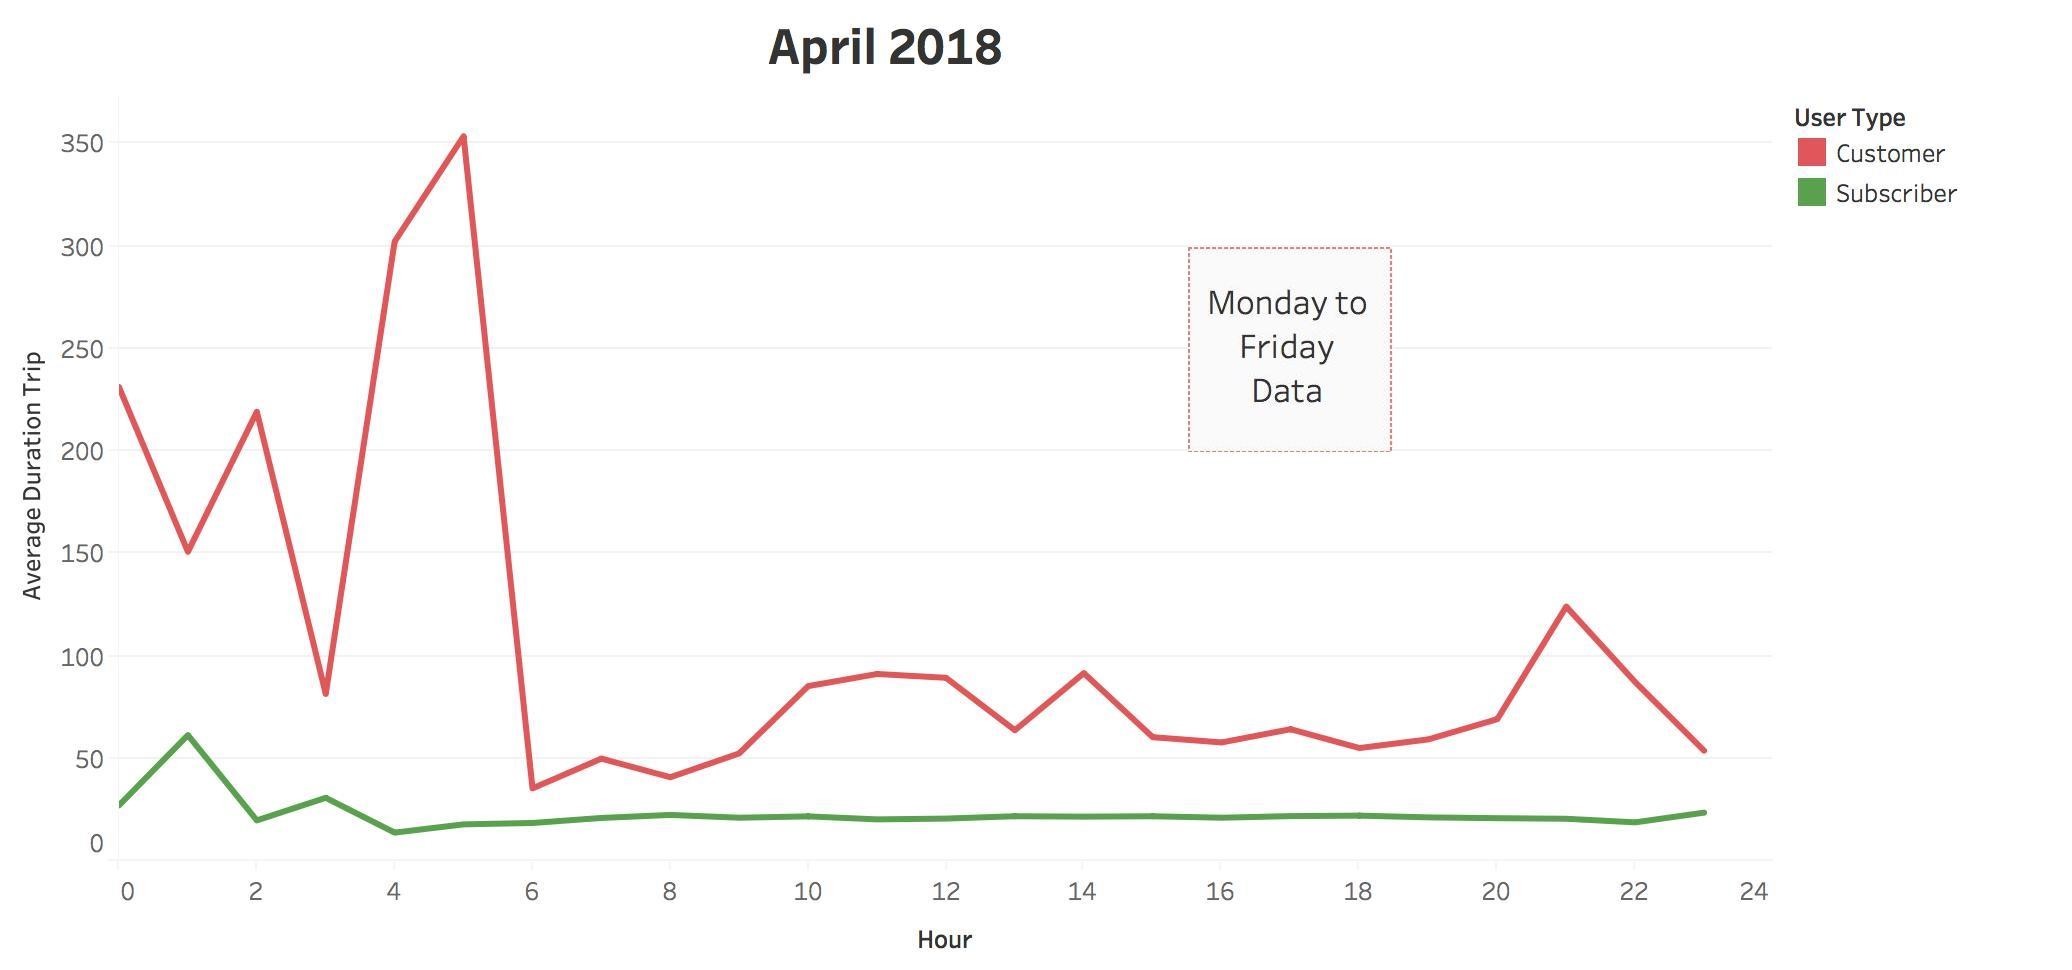 April 2018
User Type
Customer
Subscriber
Average Duration Trip
350
300
250
200
150
100
50
0
Monday to
Friday
Data
0 2 4 6 8 10 12 14 16 18 20 22 24
Hour